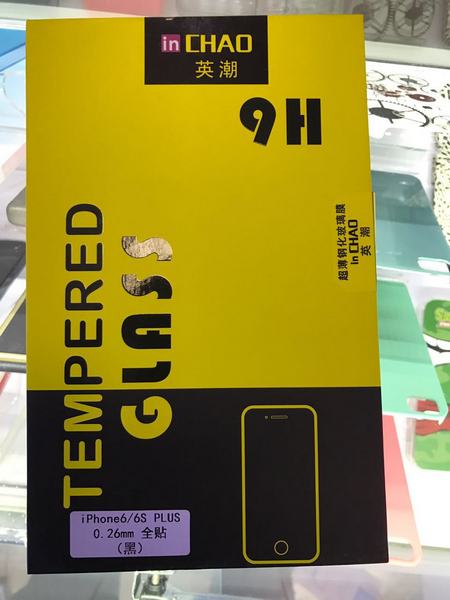 in CHAO
英潮
9H
超薄钢化玻璃膜
in CHAO
英 潮
TEMPERED
GLASS
iPhone6/6S PLUS
0.26mm 全贴
(黑)